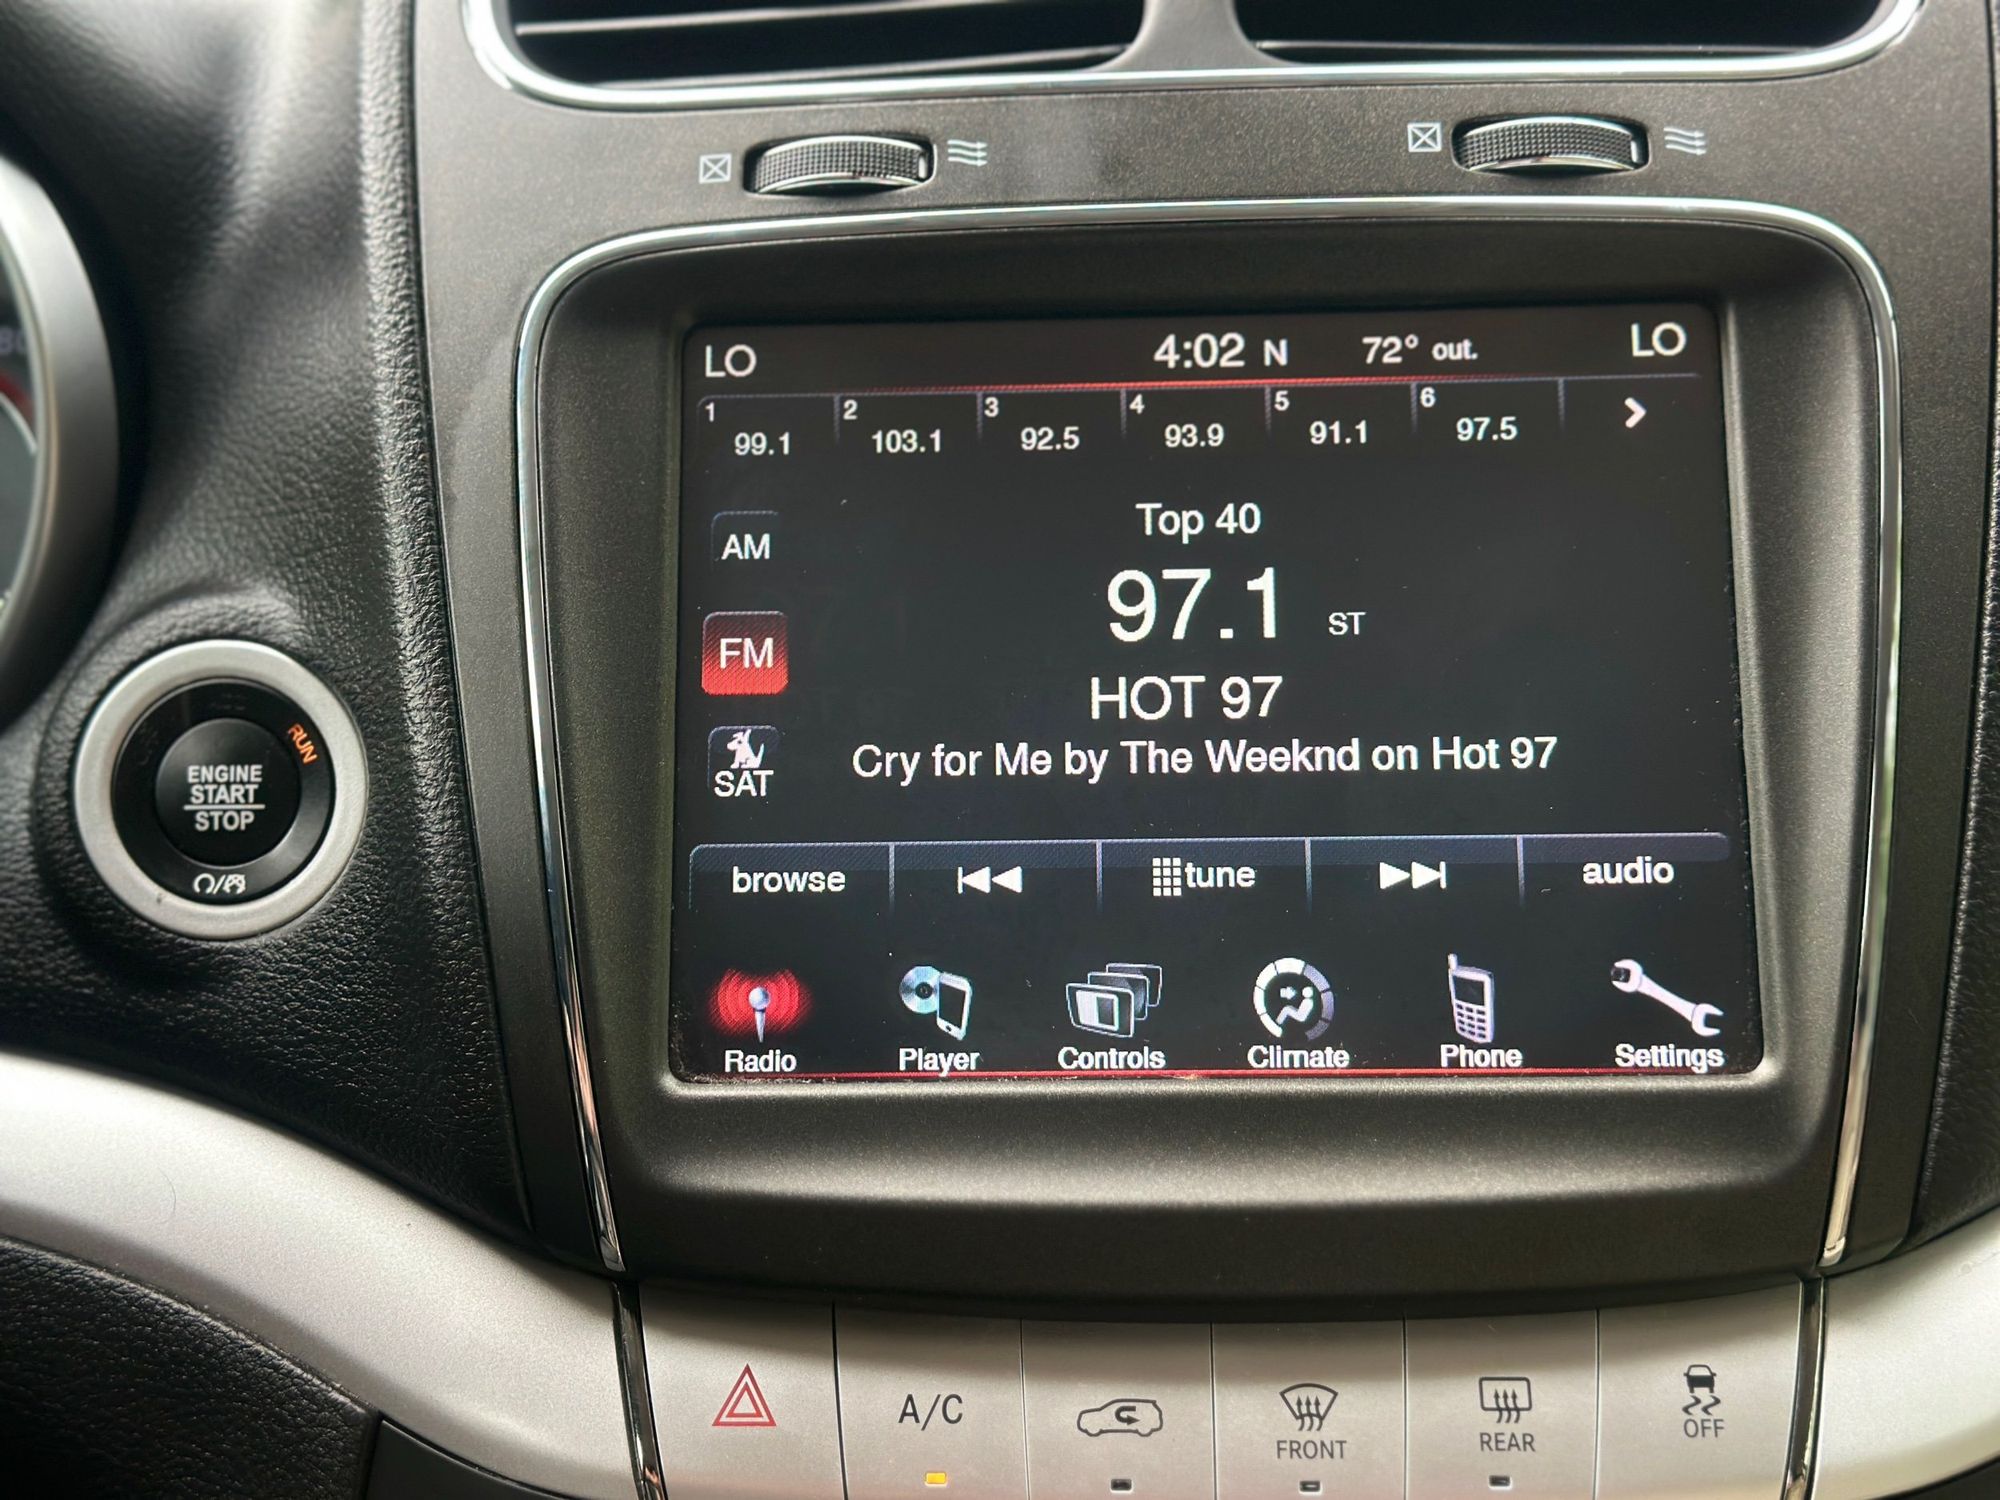 LO 4:02 N 72° out. LO
1 2 3 4 5 6
99.1 103.1 92.5 93.9 91.1 97.5
Top 40
AM
97.1 ST
FM
HOT 97
Cry for Me by The Weeknd on Hot 97
SAT
browse tune audio
Radio Player Controls Climate Phone Settings
RUN
ENGINE
START
STOP
A/C
FRONT
REAR
OFF